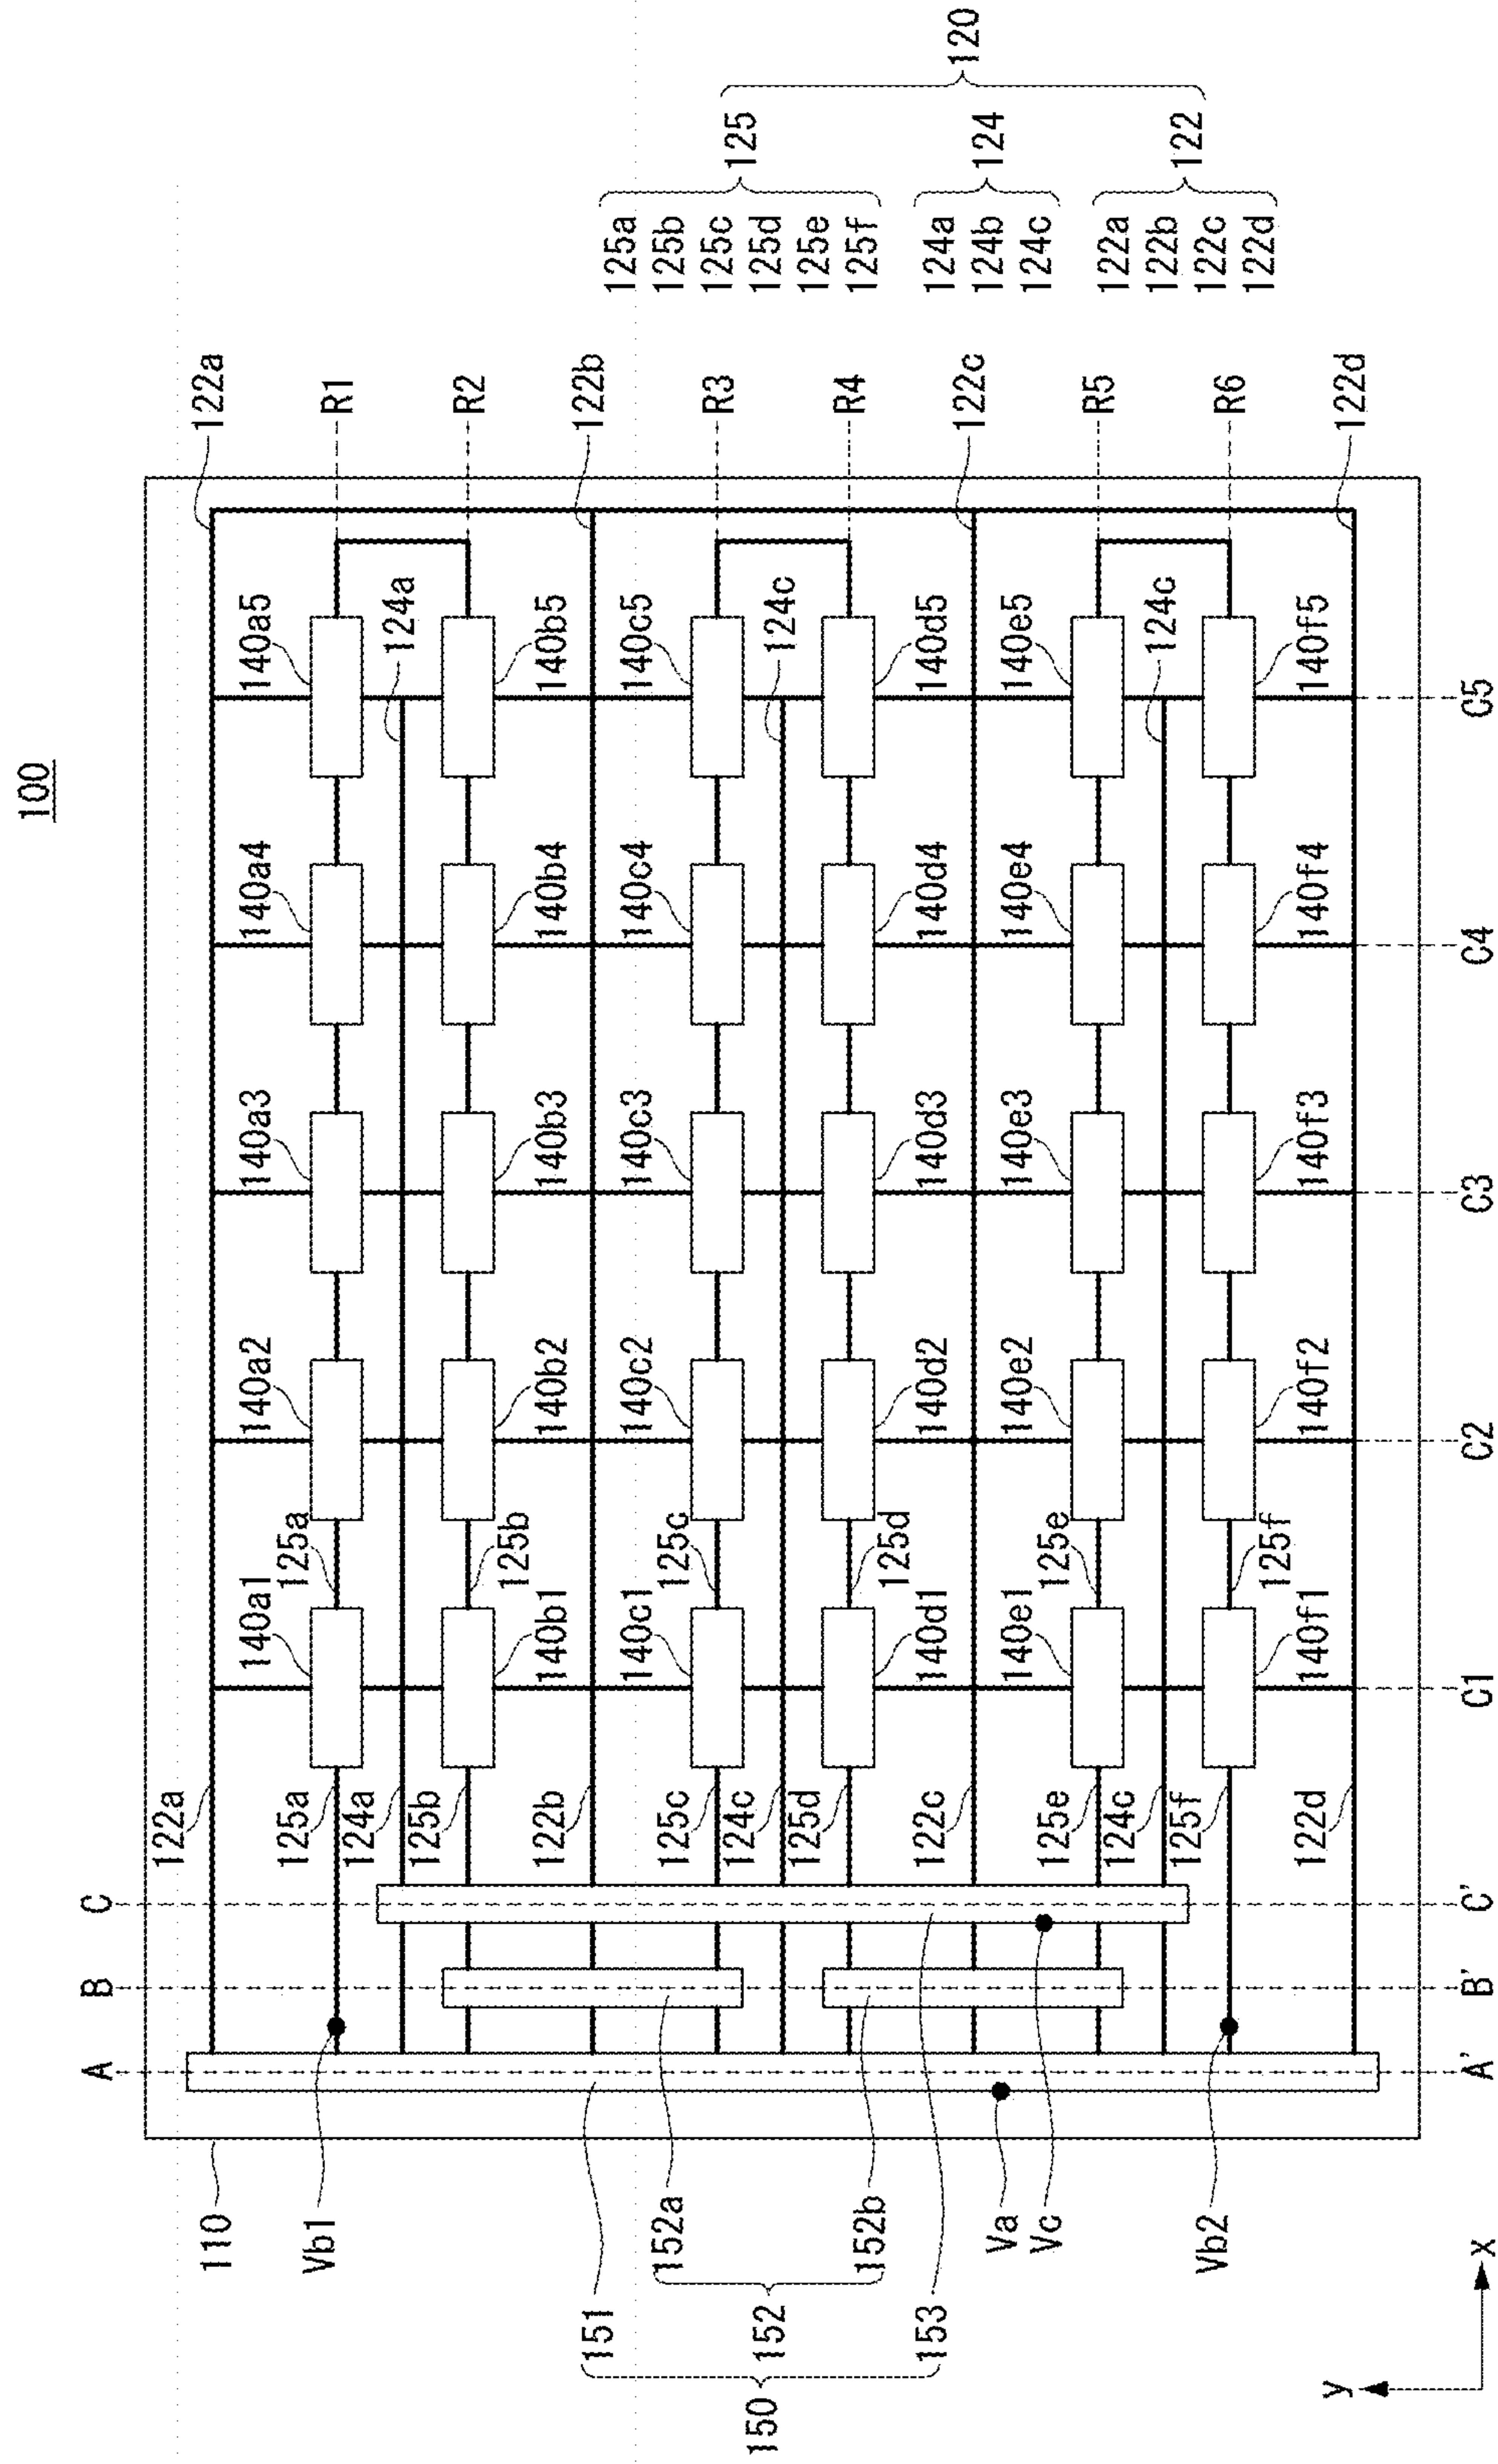 100
A
B
C
122a
140a1
140a2
140a3
140a4
140a5
122a
110
125a
125a
R1
Vb1
124a
124a
125b
125b
R2
140b1
140b2
140b3
140b4
140b5
122b
122b
151
140c1
140c2
140c3
140c4
140c5
152a
125c
125c
R3
124c
124c
152
150
125d
125d
R4
152b
140d1
140d2
140d3
140d4
140d5
153
122c
122c
Va
140e1
140e2
140e3
140e4
140e5
Vc
125e
125e
R5
124c
124c
125f
125f
R6
Vb2
140f1
140f2
140f3
140f4
140f5
122d
122d
y
x
A'
B'
C'
C1
C2
C3
C4
C5
125a
125b
125c
125d
125e
125f
125
124a
124b
124c
124
120
122a
122b
122c
122d
122